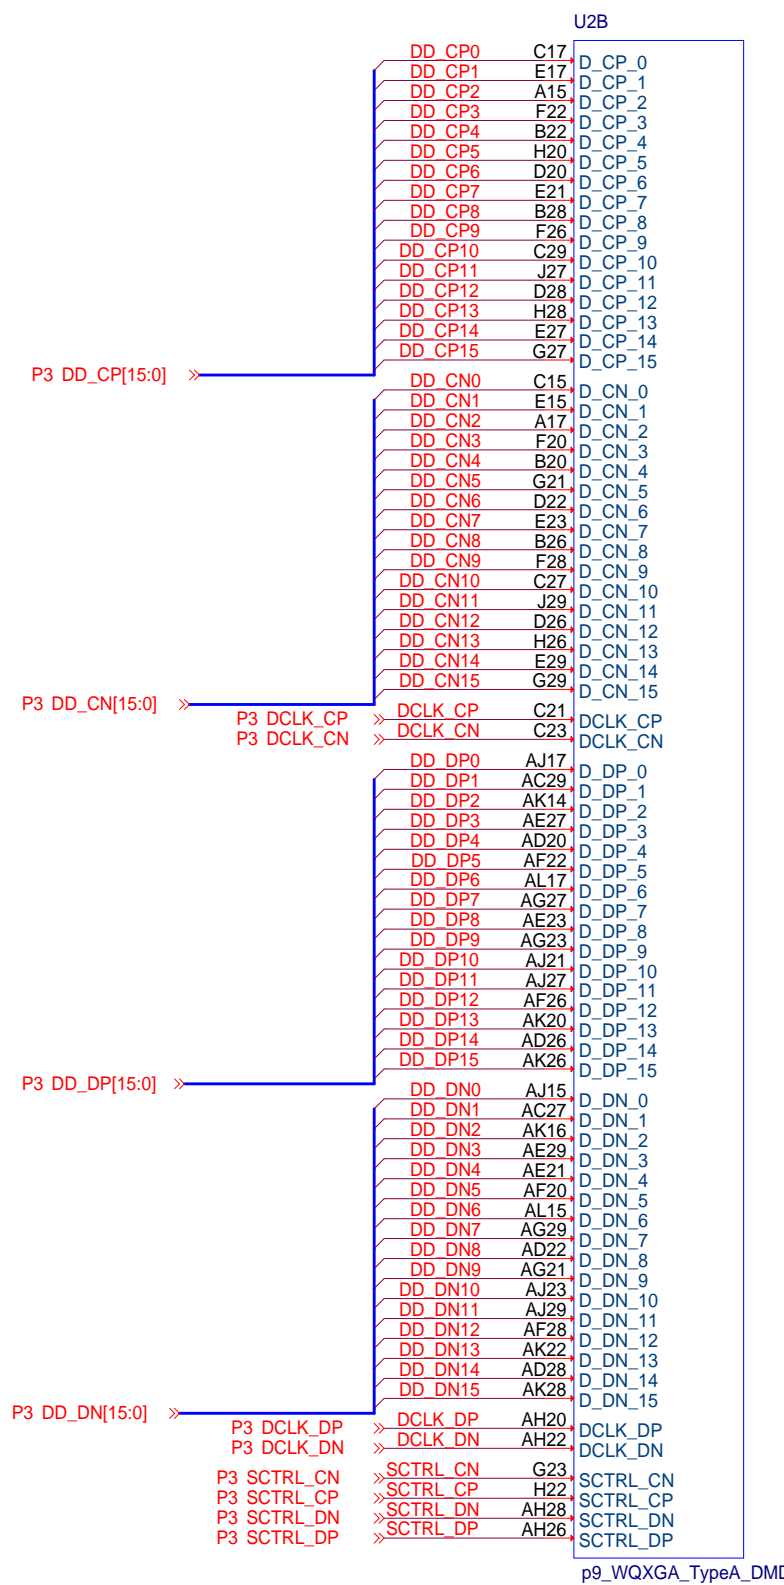 U2B
DD_CP0 C17 D_CP_0
DD_CP1 E17 D_CP_1
DD_CP2 A15 D_CP_2
DD_CP3 F22 D_CP_3
DD_CP4 B22 D_CP_4
DD_CP5 H20 D_CP_5
DD_CP6 D20 D_CP_6
DD_CP7 E21 D_CP_7
DD_CP8 B28 D_CP_8
DD_CP9 F26 D_CP_9
DD_CP10 C29 D_CP_10
DD_CP11 J27 D_CP_11
DD_CP12 D28 D_CP_12
DD_CP13 H28 D_CP_13
DD_CP14 E27 D_CP_14
DD_CP15 G27 D_CP_15
P3 DD_CP[15:0]
DD_CN0 C15 D_CN_0
DD_CN1 E15 D_CN_1
DD_CN2 A17 D_CN_2
DD_CN3 F20 D_CN_3
DD_CN4 B20 D_CN_4
DD_CN5 G21 D_CN_5
DD_CN6 D22 D_CN_6
DD_CN7 E23 D_CN_7
DD_CN8 B26 D_CN_8
DD_CN9 F28 D_CN_9
DD_CN10 C27 D_CN_10
DD_CN11 J29 D_CN_11
DD_CN12 D26 D_CN_12
DD_CN13 H26 D_CN_13
DD_CN14 E29 D_CN_14
DD_CN15 G29 D_CN_15
P3 DD_CN[15:0]
P3 DCLK_CP DCLK_CP C21 DCLK_CP
P3 DCLK_CN DCLK_CN C23 DCLK_CN
DD_DP0 AJ17 D_DP_0
DD_DP1 AC29 D_DP_1
DD_DP2 AK14 D_DP_2
DD_DP3 AE27 D_DP_3
DD_DP4 AD20 D_DP_4
DD_DP5 AF22 D_DP_5
DD_DP6 AL17 D_DP_6
DD_DP7 AG27 D_DP_7
DD_DP8 AE23 D_DP_8
DD_DP9 AG23 D_DP_9
DD_DP10 AJ21 D_DP_10
DD_DP11 AJ27 D_DP_11
DD_DP12 AF26 D_DP_12
DD_DP13 AK20 D_DP_13
DD_DP14 AD26 D_DP_14
DD_DP15 AK26 D_DP_15
P3 DD_DP[15:0]
DD_DN0 AJ15 D_DN_0
DD_DN1 AC27 D_DN_1
DD_DN2 AK16 D_DN_2
DD_DN3 AE29 D_DN_3
DD_DN4 AE21 D_DN_4
DD_DN5 AF20 D_DN_5
DD_DN6 AL15 D_DN_6
DD_DN7 AG29 D_DN_7
DD_DN8 AD22 D_DN_8
DD_DN9 AG21 D_DN_9
DD_DN10 AJ23 D_DN_10
DD_DN11 AJ29 D_DN_11
DD_DN12 AF28 D_DN_12
DD_DN13 AK22 D_DN_13
DD_DN14 AD28 D_DN_14
DD_DN15 AK28 D_DN_15
P3 DD_DN[15:0]
P3 DCLK_DP DCLK_DP AH20 DCLK_DP
P3 DCLK_DN DCLK_DN AH22 DCLK_DN
P3 SCTRL_CN SCTRL_CN G23 SCTRL_CN
P3 SCTRL_CP SCTRL_CP H22 SCTRL_CP
P3 SCTRL_DN SCTRL_DN AH28 SCTRL_DN
P3 SCTRL_DP SCTRL_DP AH26 SCTRL_DP
p9_WQXGA_TypeA_DMD